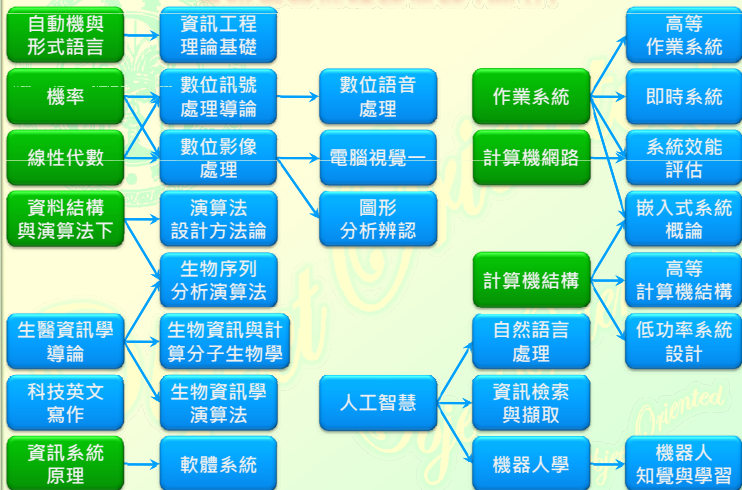 自動機與
形式語言
資訊工程
理論基礎
高等
作業系統
機率
數位訊號
處理導論
數位語音
處理
作業系統
即時系統
線性代數
數位影像
處理
電腦視覺一
計算機網路
系統效能
評估
資料結構
與演算法下
演算法
設計方法論
圖形
分析辨認
嵌入式系統
概論
生物序列
分析演算法
計算機結構
高等
計算機結構
生醫資訊學
導論
生物資訊與計
算分子生物學
自然語言
處理
低功率系統
設計
科技英文
寫作
生物資訊學
演算法
人工智慧
資訊檢索
與擷取
資訊系統
原理
軟體系統
機器人學
機器人
知覺與學習